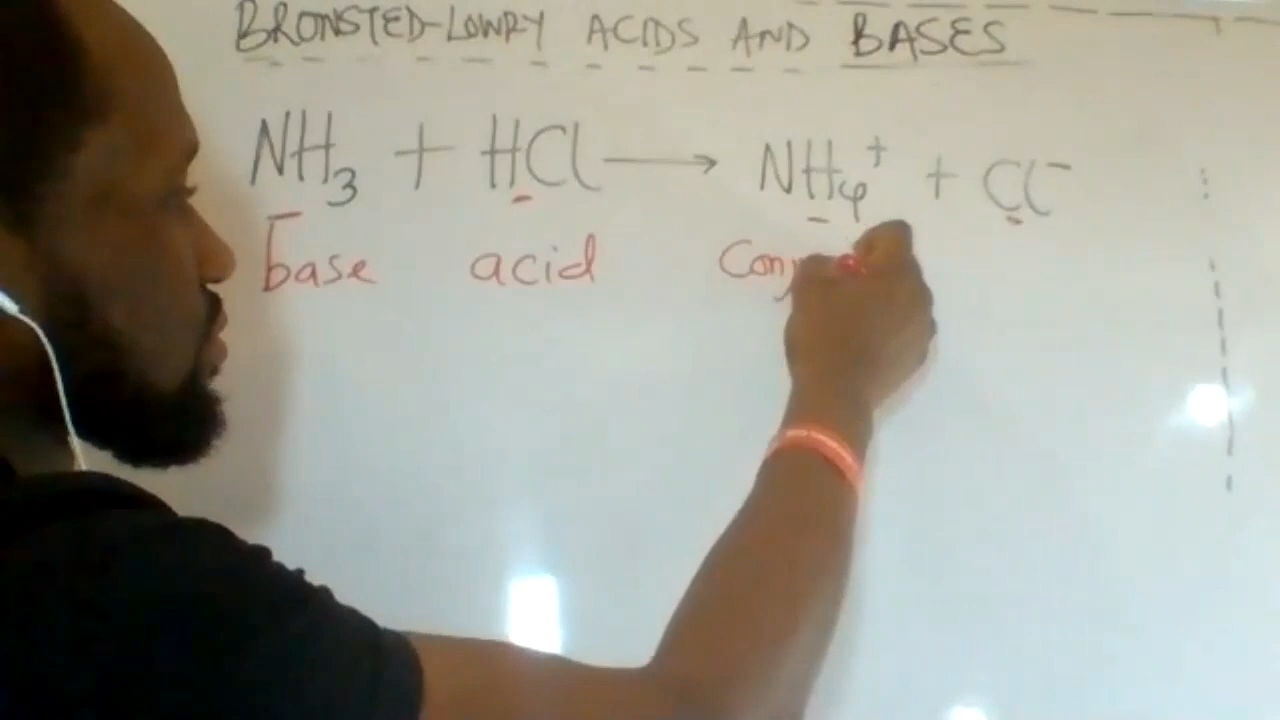 BRONSTED-LOWRY ACIDS AND BASES
NH₃ + HCl → NH₄⁺ + Cl⁻
base acid